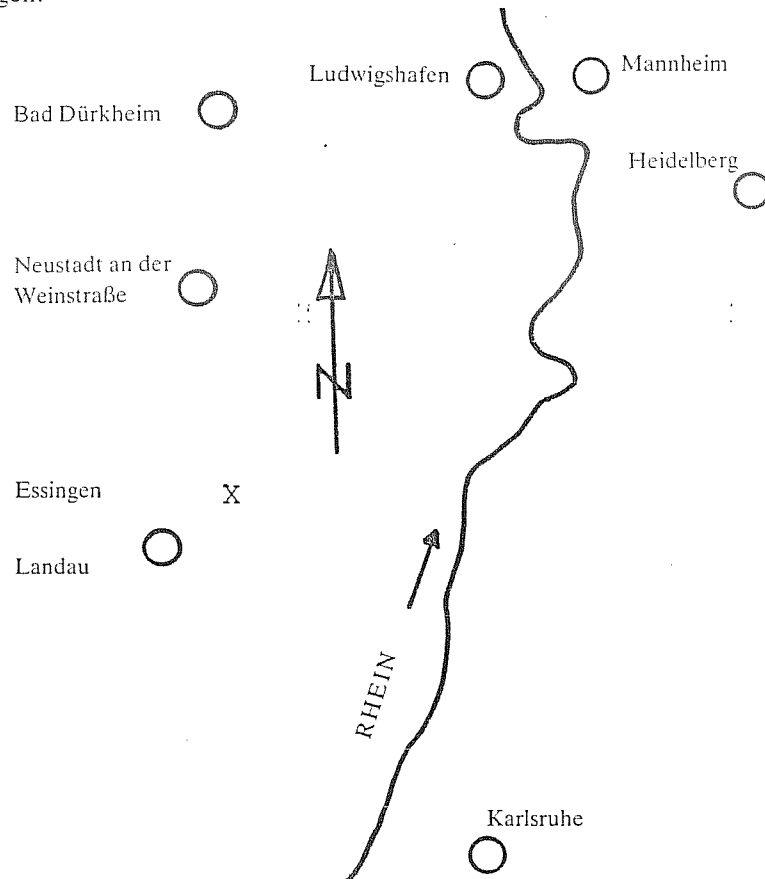 Ludwigshafen
Mannheim
Bad Dürkheim
Heidelberg
Neustadt an der
Weinstraße
N
Essingen
X
Landau
RHEIN
Karlsruhe